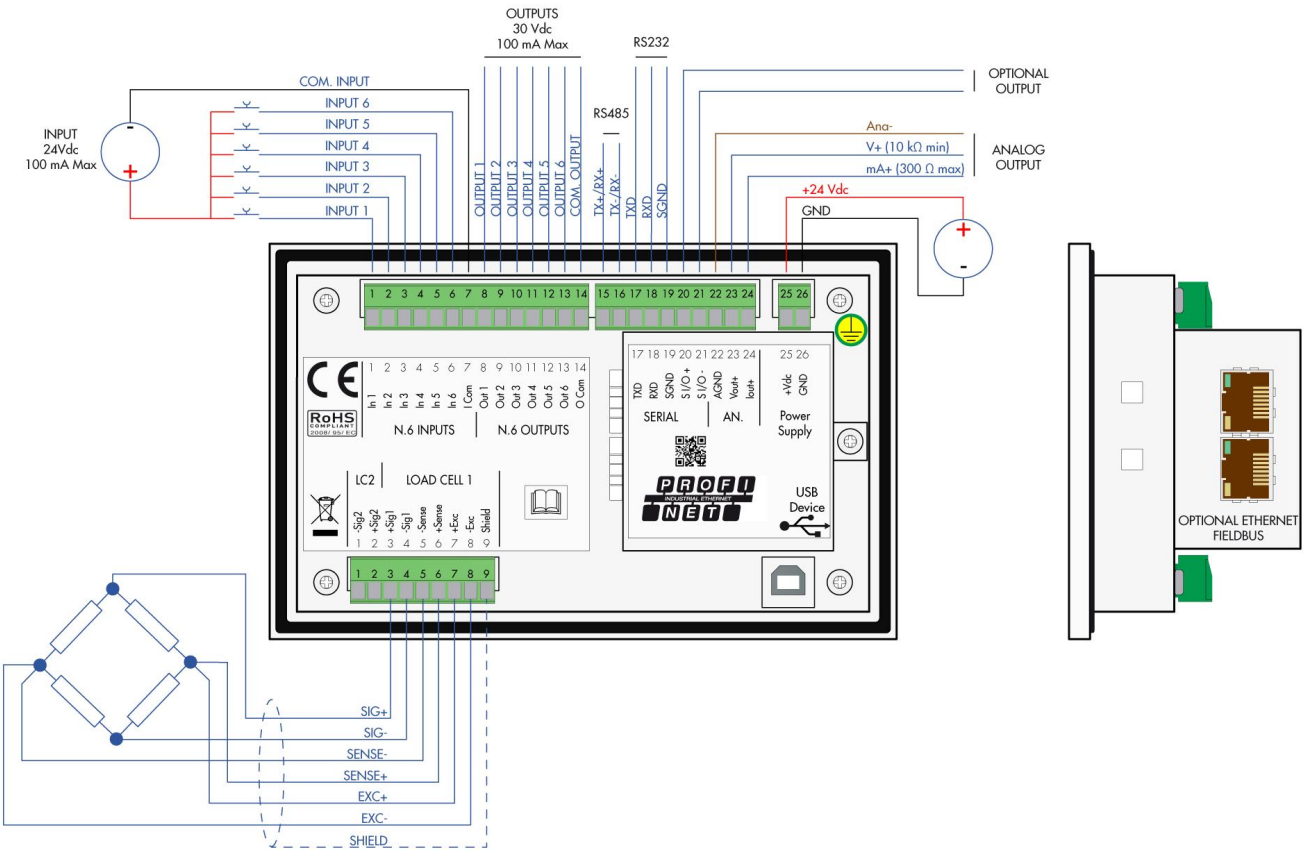 OUTPUTS
30 Vdc
100 mA Max
RS232
COM. INPUT
INPUT 6
INPUT 5
INPUT 4
INPUT 3
INPUT 2
INPUT 1
INPUT
24Vdc
100 mA Max
-
+
OUTPUT 1
OUTPUT 2
OUTPUT 3
OUTPUT 4
OUTPUT 5
OUTPUT 6
COM. OUTPUT
RS485
TX+/RX+
TX-/RX-
TXD
RXD
SGND
OPTIONAL
OUTPUT
Ana-
V+ (10 kΩ min)
mA+ (300 Ω max)
ANALOG
OUTPUT
+24 Vdc
GND
+
-
1 2 3 4 5 6 7 8 9 10 11 12 13 14
15 16 17 18 19 20 21 22 23 24
25 26
CE
RoHS
COMPLIANT
2008/95/EC
1 2 3 4 5 6 7 8 9 10 11 12 13 14
In 1
In 2
In 3
In 4
In 5
In 6
I Com
Out 1
Out 2
Out 3
Out 4
Out 5
Out 6
O Com
N.6 INPUTS
N.6 OUTPUTS
LC2
LOAD CELL 1
-Sig2
+Sig2
+Sig1
-Sig1
-Sense
+Sense
+Exc
-Exc
Shield
1 2 3 4 5 6 7 8 9
17 18 19 20 21 22 23 24
25 26
TXD
RXD
SGND
S I/O +
S I/O -
AGND
Vout+
Iout+
+Vdc
GND
SERIAL
AN.
Power
Supply
PROFI
INDUSTRIAL ETHERNET
NET
USB
Device
1 2 3 4 5 6 7 8 9
SIG+
SIG-
SENSE-
SENSE+
EXC+
EXC-
SHIELD
OPTIONAL ETHERNET
FIELDBUS